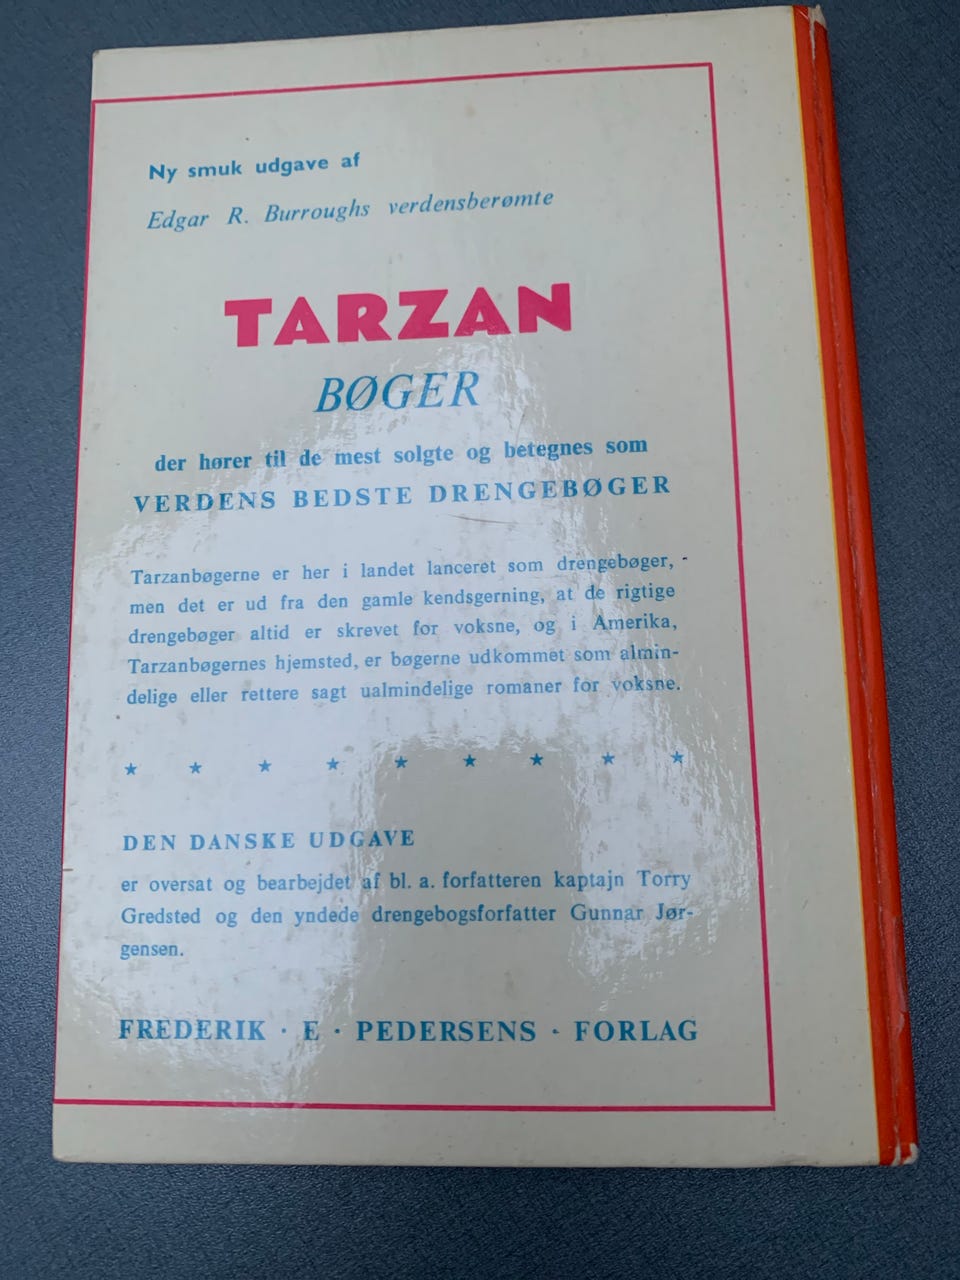 Ny smuk udgave af
Edgar R. Burroughs verdensberømte
TARZAN
BØGER
der hører til de mest solgte og betegnes som
VERDENS BEDSTE DRENGEBØGER
Tarzanbøgerne er her i landet lanceret som drengebøger, -
men det er ud fra den gamle kendsgerning, at de rigtige
drengebøger altid er skrevet for voksne, og i Amerika,
Tarzanbøgernes hjemsted, er bøgerne udkommet som almin-
delige eller rettere sagt ualmindelige romaner for voksne.
★ ★ ★ ★ ★ ★ ★ ★ ★
DEN DANSKE UDGAVE
er oversat og bearbejdet af bl. a. forfatteren kaptajn Torry
Gredsted og den yndede drengebogsforfatter Gunnar Jør-
gensen.
FREDERIK · E · PEDERSENS · FORLAG